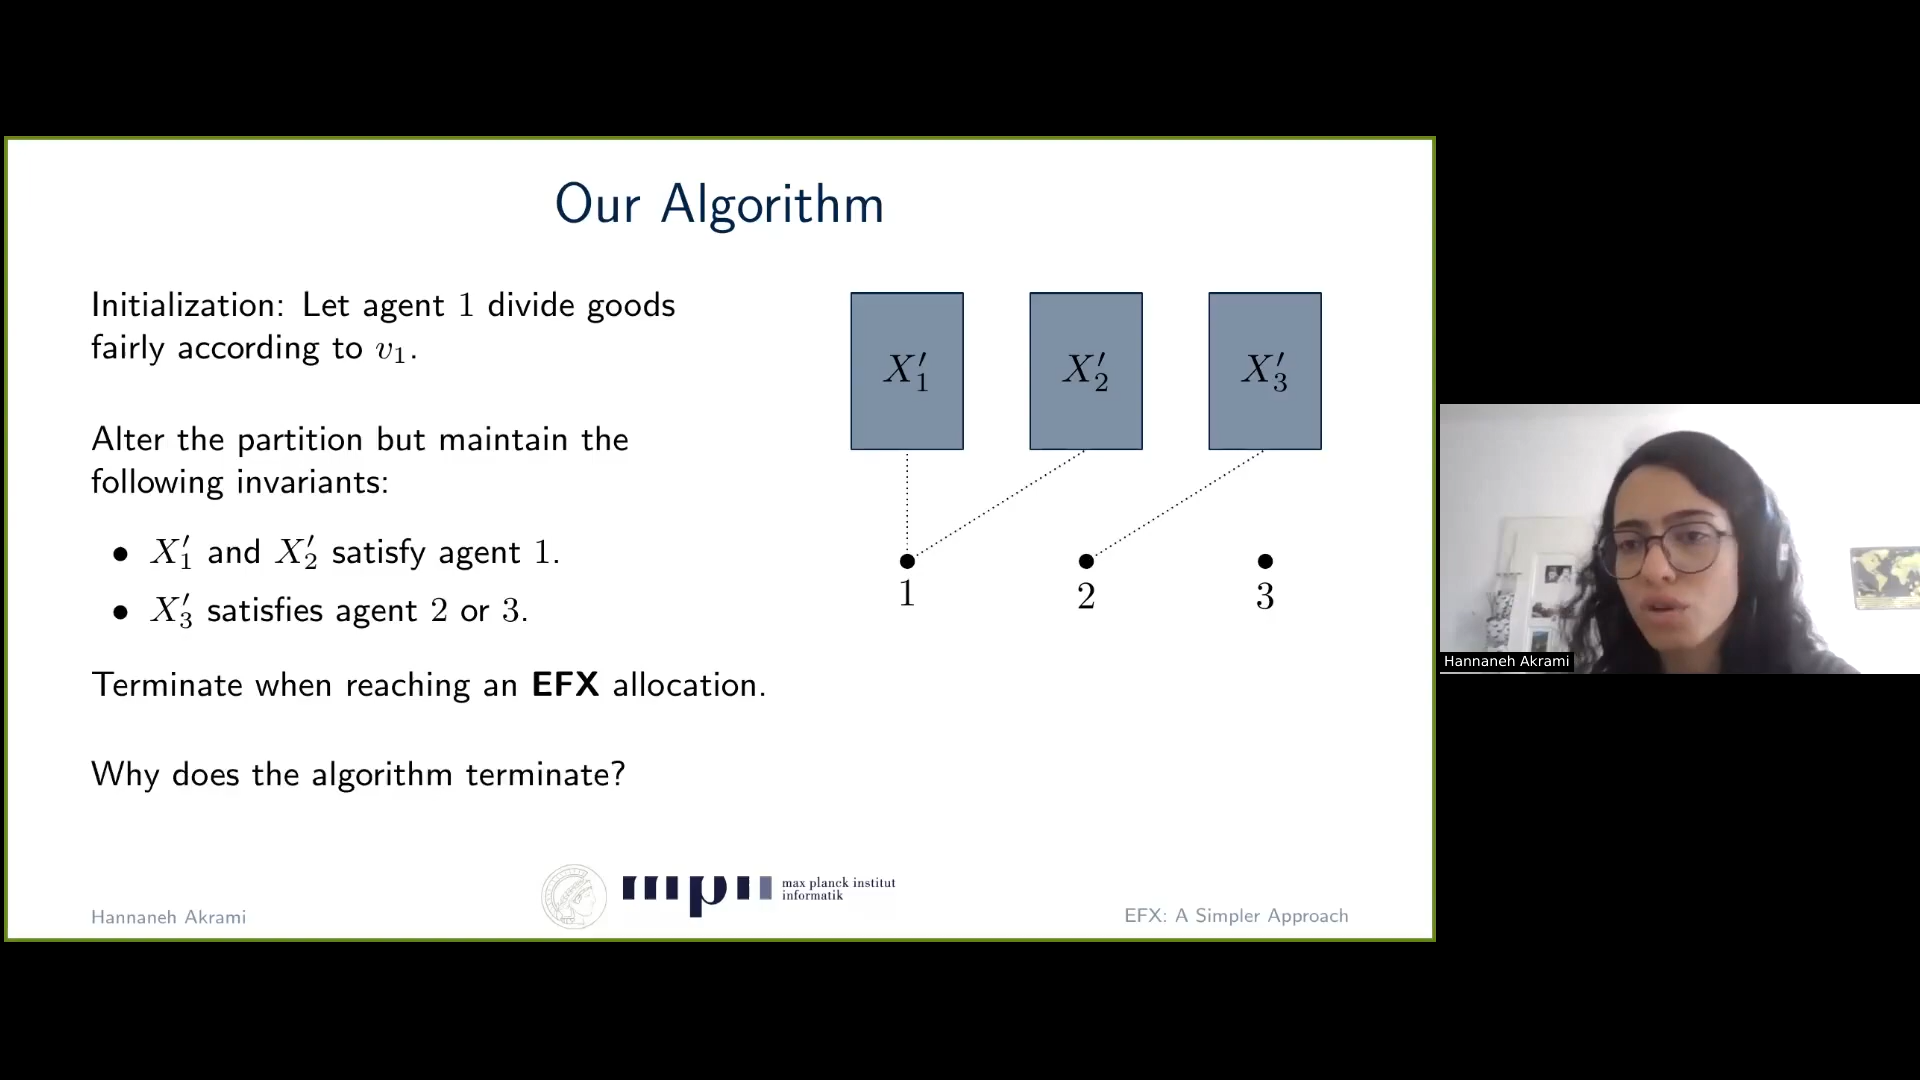 Our Algorithm
Initialization: Let agent 1 divide goods
fairly according to v₁.
Alter the partition but maintain the
following invariants:
• X′₁ and X′₂ satisfy agent 1.
• X′₃ satisfies agent 2 or 3.
Terminate when reaching an EFX allocation.
Why does the algorithm terminate?
X′₁ X′₂ X′₃
1 2 3
Hannaneh Akrami
mpii max planck institut
informatik
EFX: A Simpler Approach
Hannaneh Akrami